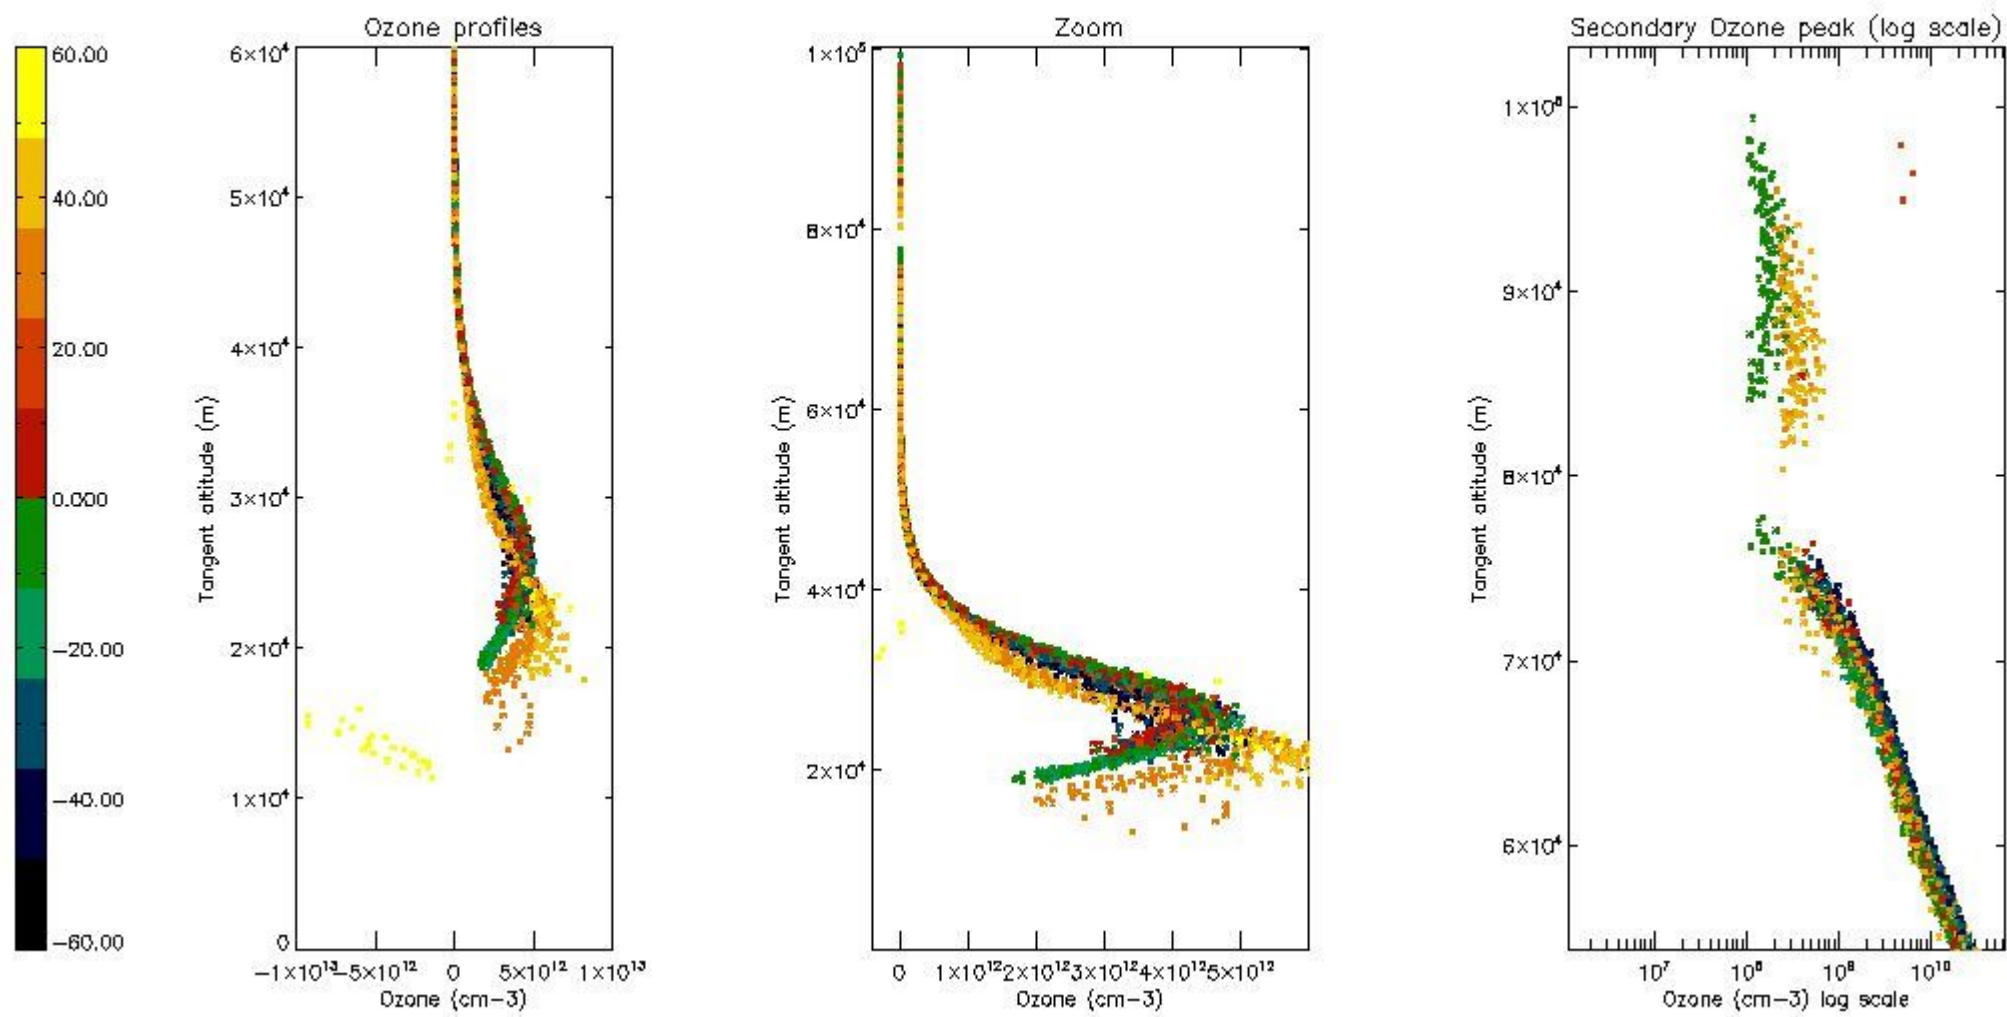 Ozone profiles
Zoom
Secondary Ozone peak (log scale)
60.00
40.00
20.00
0.000
−20.00
−40.00
−60.00
6×10⁴
5×10⁴
4×10⁴
3×10⁴
2×10⁴
1×10⁴
0
Tangent altitude (m)
−1×10¹³ −5×10¹² 0 5×10¹² 1×10¹³
Ozone (cm−3)
1×10⁵
8×10⁴
6×10⁴
4×10⁴
2×10⁴
Tangent altitude (m)
0 1×10¹² 2×10¹² 3×10¹² 4×10¹² 5×10¹²
Ozone (cm−3)
1×10⁵
9×10⁴
8×10⁴
7×10⁴
6×10⁴
Tangent altitude (m)
10⁷ 10⁸ 10⁹ 10¹⁰
Ozone (cm−3) log scale